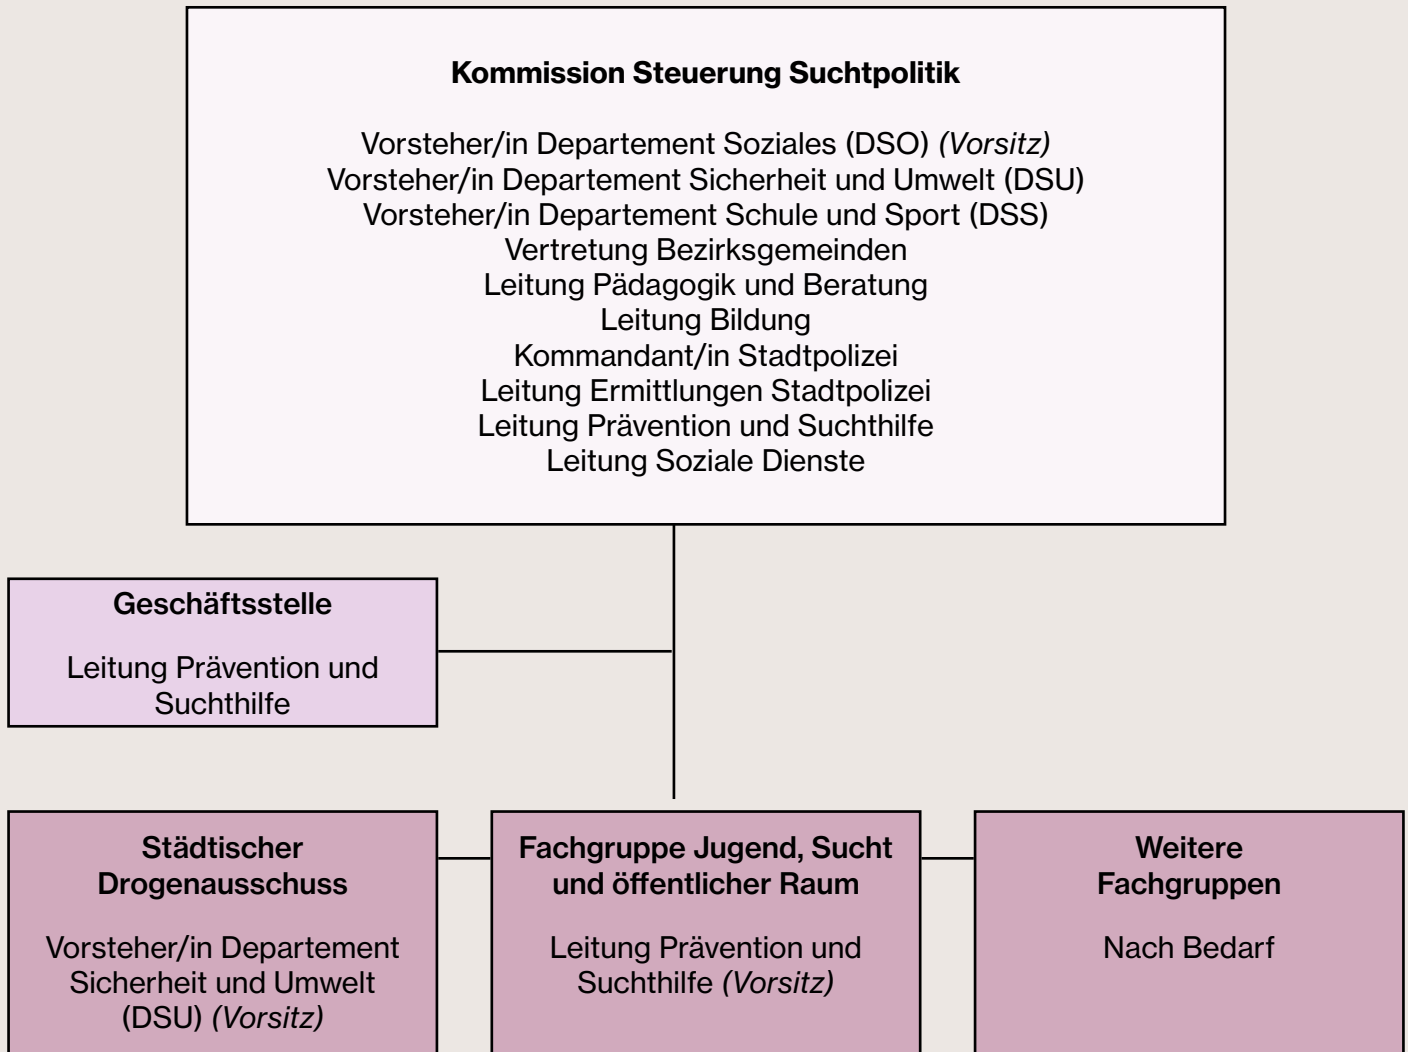 Kommission Steuerung Suchtpolitik
Vorsteher/in Departement Soziales (DSO) (Vorsitz)
Vorsteher/in Departement Sicherheit und Umwelt (DSU)
Vorsteher/in Departement Schule und Sport (DSS)
Vertretung Bezirksgemeinden
Leitung Pädagogik und Beratung
Leitung Bildung
Kommandant/in Stadtpolizei
Leitung Ermittlungen Stadtpolizei
Leitung Prävention und Suchthilfe
Leitung Soziale Dienste
Geschäftsstelle
Leitung Prävention und
Suchthilfe
Städtischer
Drogenausschuss
Vorsteher/in Departement
Sicherheit und Umwelt
(DSU) (Vorsitz)
Fachgruppe Jugend, Sucht
und öffentlicher Raum
Leitung Prävention und
Suchthilfe (Vorsitz)
Weitere
Fachgruppen
Nach Bedarf